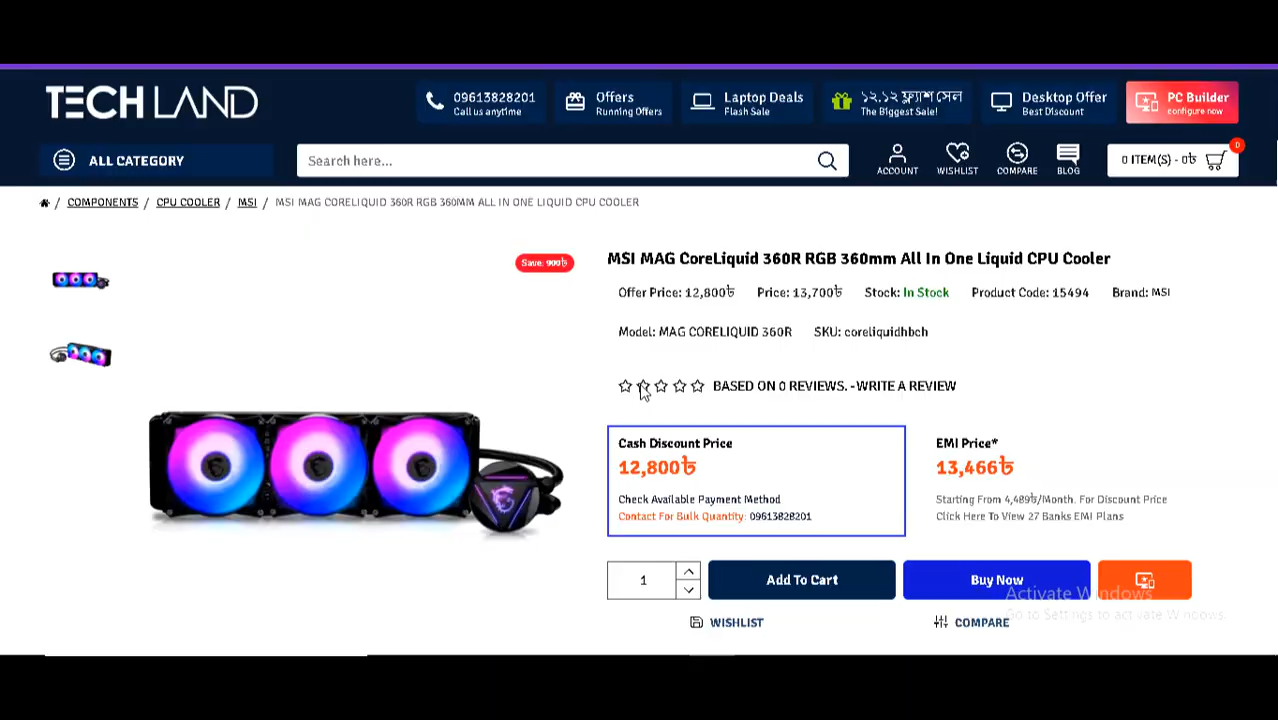 TECH LAND
09613828201
Call us anytime
Offers
Running Offers
Laptop Deals
Flash Sale
১২.১২ ফ্ল্যাশ সেল
The Biggest Sale!
Desktop Offer
Best Discount
PC Builder
configure now
ALL CATEGORY
Search here...
ACCOUNT
WISHLIST
COMPARE
BLOG
0 ITEM(S) - 0৳
0
/ COMPONENTS / CPU COOLER / MSI / MSI MAG CORELIQUID 360R RGB 360MM ALL IN ONE LIQUID CPU COOLER
Save: 900৳
MSI MAG CoreLiquid 360R RGB 360mm All In One Liquid CPU Cooler
Offer Price: 12,800৳ Price: 13,700৳ Stock: In Stock Product Code: 15494 Brand: MSI
Model: MAG CORELIQUID 360R SKU: coreliquidhbch
BASED ON 0 REVIEWS. -WRITE A REVIEW
Cash Discount Price
12,800৳
Check Available Payment Method
Contact For Bulk Quantity: 09613828201
EMI Price*
13,466৳
Starting From 4,489৳/Month. For Discount Price
Click Here To View 27 Banks EMI Plans
1
Add To Cart
Buy Now
Activate Windows
Go to Settings to activate Windows.
WISHLIST
COMPARE